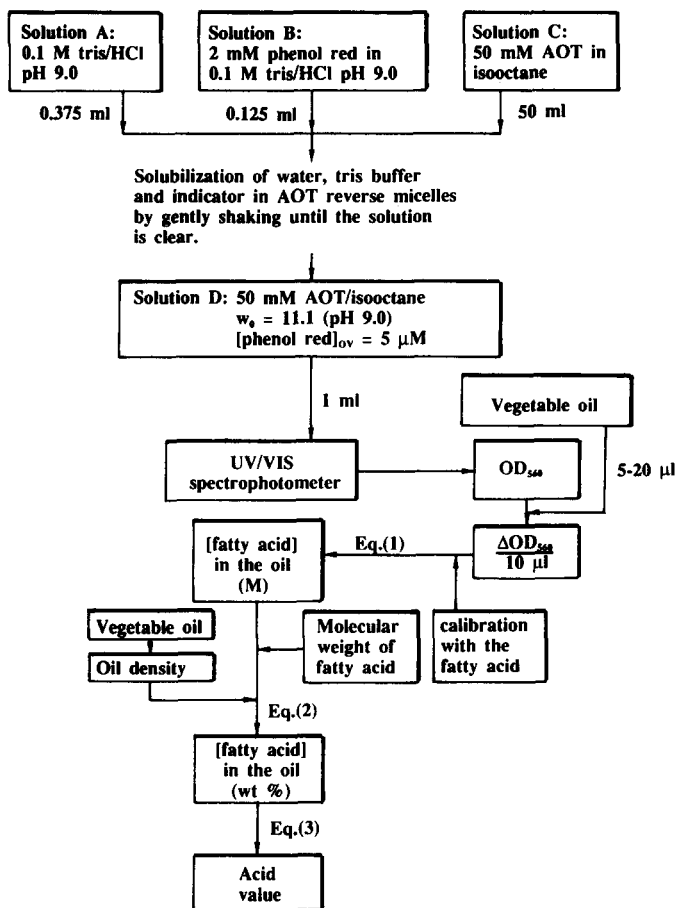 Solution A:
0.1 M tris/HCl
pH 9.0
Solution B:
2 mM phenol red in
0.1 M tris/HCl pH 9.0
Solution C:
50 mM AOT in
isooctane
0.375 ml
0.125 ml
50 ml
Solubilization of water, tris buffer
and indicator in AOT reverse micelles
by gently shaking until the solution
is clear.
Solution D: 50 mM AOT/isooctane
w₀ = 11.1 (pH 9.0)
[phenol red]ₒᵥ = 5 μM
1 ml
Vegetable oil
UV/VIS
spectrophotometer
OD₅₆₀
5-20 μl
[fatty acid]
in the oil
(M)
Eq.(1)
ΔOD₅₆₀
10 μl
Vegetable oil
Oil density
Molecular
weight of
fatty acid
calibration
with the
fatty acid
Eq.(2)
[fatty acid]
in the oil
(wt %)
Eq.(3)
Acid
value